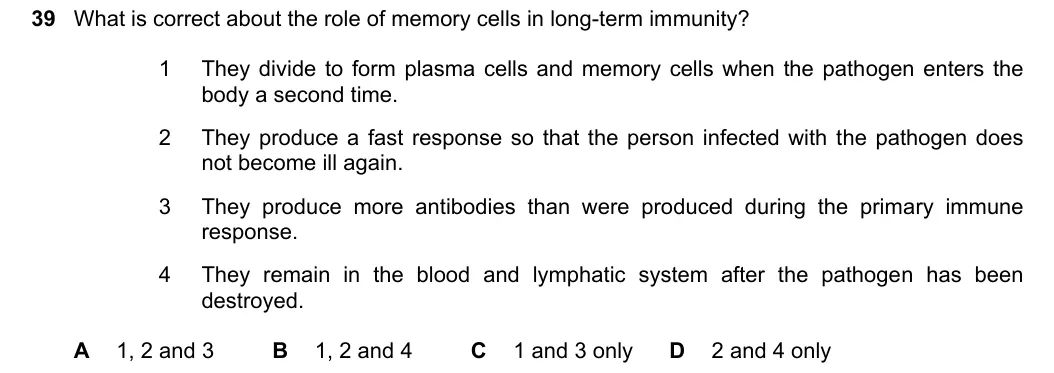 39 What is correct about the role of memory cells in long-term immunity?
1 They divide to form plasma cells and memory cells when the pathogen enters the
body a second time.
2 They produce a fast response so that the person infected with the pathogen does
not become ill again.
3 They produce more antibodies than were produced during the primary immune
response.
4 They remain in the blood and lymphatic system after the pathogen has been
destroyed.
A 1, 2 and 3 B 1, 2 and 4 C 1 and 3 only D 2 and 4 only